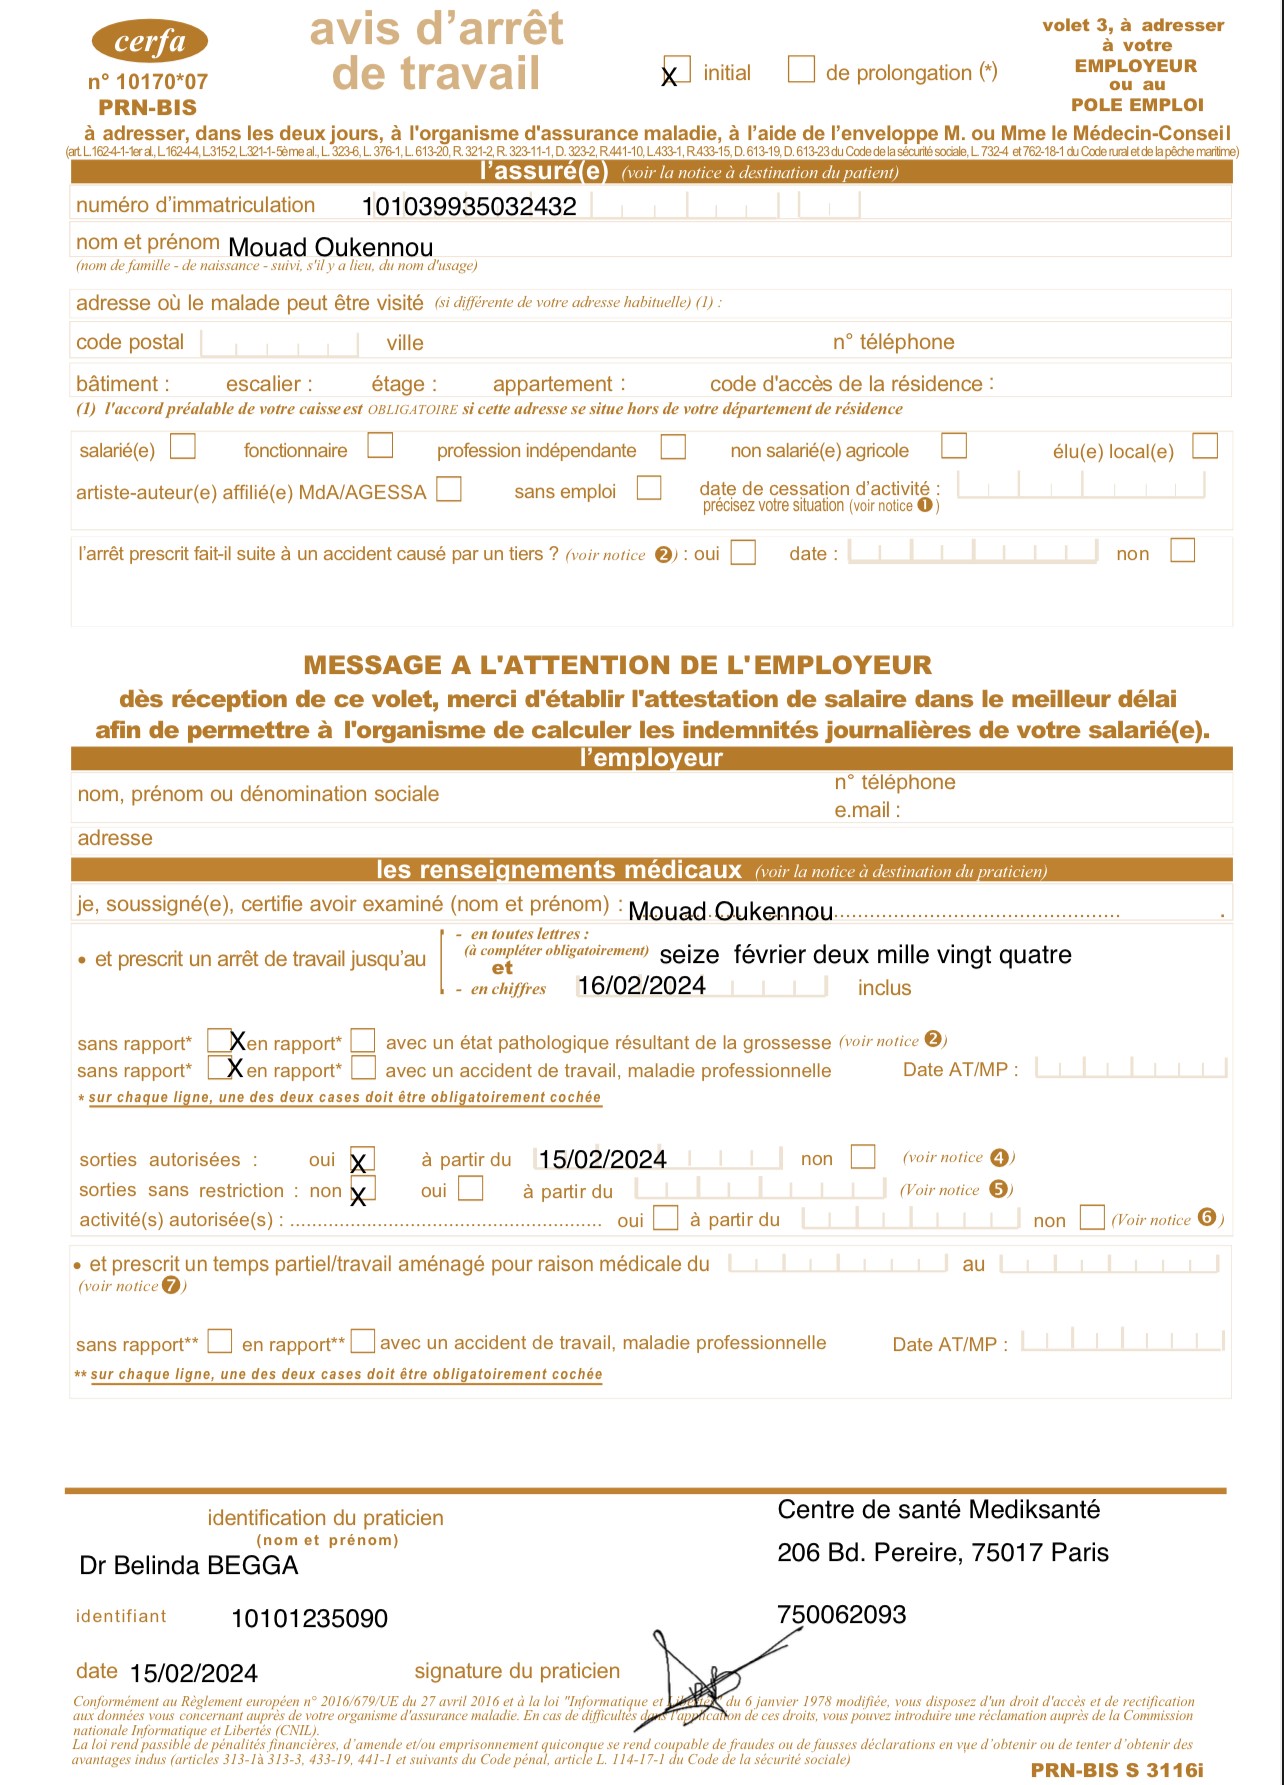 cerfa
n° 10170*07
PRN-BIS
avis d'arrêt
de travail
X initial de prolongation (*)
volet 3, à adresser
à votre
EMPLOYEUR
ou au
POLE EMPLOI
à adresser, dans les deux jours, à l'organisme d'assurance maladie, à l'aide de l'enveloppe M. ou Mme le Médecin-Conseil
(art. L.162-4-1-1er al., L.162-4-4, L.315-2, L.321-1-5ème al., L. 323-6, L. 376-1, L. 613-20, R. 321-2, R. 323-11-1, D. 323-2, R.441-10, L.433-1, R.433-15, D. 613-19, D. 613-23 du Code de la sécurité sociale, L. 732-4 et 762-18-1 du Code rural et de la pêche maritime)
l'assuré(e) (voir la notice à destination du patient)
numéro d'immatriculation 101039935032432
nom et prénom Mouad Oukennou
(nom de famille - de naissance - suivi, s'il y a lieu, du nom d'usage)
adresse où le malade peut être visité (si différente de votre adresse habituelle) (1) :
code postal ville n° téléphone
bâtiment : escalier : étage : appartement : code d'accès de la résidence :
(1) l'accord préalable de votre caisse est OBLIGATOIRE si cette adresse se situe hors de votre département de résidence
salarié(e) fonctionnaire profession indépendante non salarié(e) agricole élu(e) local(e)
artiste-auteur(e) affilié(e) MdA/AGESSA sans emploi date de cessation d'activité :
précisez votre situation (voir notice ❶)
l'arrêt prescrit fait-il suite à un accident causé par un tiers ? (voir notice ❷) : oui date : non
MESSAGE A L'ATTENTION DE L'EMPLOYEUR
dès réception de ce volet, merci d'établir l'attestation de salaire dans le meilleur délai
afin de permettre à l'organisme de calculer les indemnités journalières de votre salarié(e).
l'employeur
nom, prénom ou dénomination sociale n° téléphone
e.mail :
adresse
les renseignements médicaux (voir la notice à destination du praticien)
je, soussigné(e), certifie avoir examiné (nom et prénom) : Mouad Oukennou .
• et prescrit un arrêt de travail jusqu'au
- en toutes lettres :
(à compléter obligatoirement) seize février deux mille vingt quatre
et
- en chiffres 16/02/2024 inclus
sans rapport* X en rapport* avec un état pathologique résultant de la grossesse (voir notice ❷)
sans rapport* X en rapport* avec un accident de travail, maladie professionnelle Date AT/MP :
* sur chaque ligne, une des deux cases doit être obligatoirement cochée
sorties autorisées : oui X à partir du 15/02/2024 non (voir notice ❹)
sorties sans restriction : non X oui à partir du (Voir notice ❺)
activité(s) autorisée(s) : ........................................................ oui à partir du non (Voir notice ❻)
• et prescrit un temps partiel/travail aménagé pour raison médicale du au
(voir notice ❼)
sans rapport** en rapport** avec un accident de travail, maladie professionnelle Date AT/MP :
** sur chaque ligne, une des deux cases doit être obligatoirement cochée
identification du praticien
(nom et prénom)
Dr Belinda BEGGA
identifiant 10101235090
date 15/02/2024
Centre de santé Mediksanté
206 Bd. Pereire, 75017 Paris
750062093
signature du praticien
Conformément au Règlement européen n° 2016/679/UE du 27 avril 2016 et à la loi "Informatique et Libertés" du 6 janvier 1978 modifiée, vous disposez d'un droit d'accès et de rectification
aux données vous concernant auprès de votre organisme d'assurance maladie. En cas de difficultés dans l'application de ces droits, vous pouvez introduire une réclamation auprès de la Commission
nationale Informatique et Libertés (CNIL).
La loi rend passible de pénalités financières, d'amende et/ou emprisonnement quiconque se rend coupable de fraudes ou de fausses déclarations en vue d'obtenir ou de tenter d'obtenir des
avantages indus (articles 313-1à 313-3, 433-19, 441-1 et suivants du Code pénal, article L. 114-17-1 du Code de la sécurité sociale)
PRN-BIS S 3116i